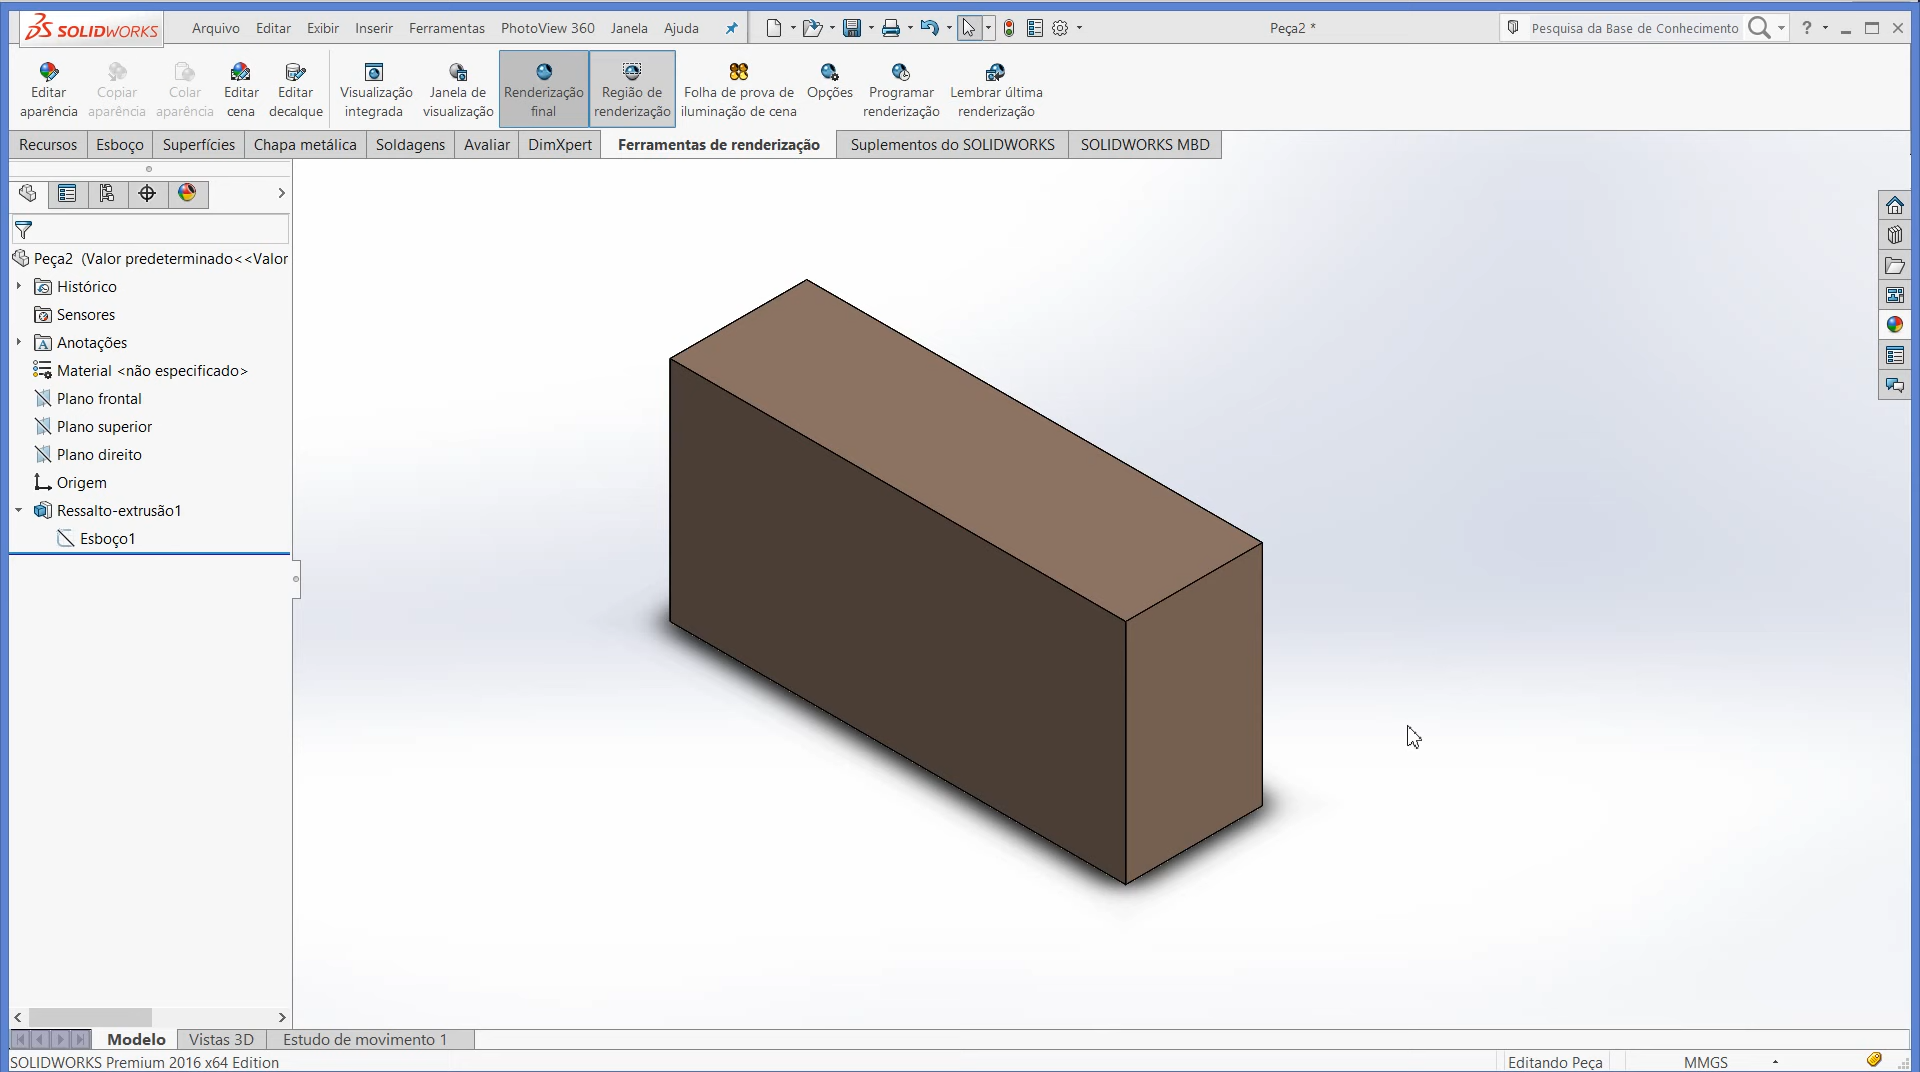 SOLIDWORKS Arquivo Editar Exibir Inserir Ferramentas PhotoView 360 Janela Ajuda Peça2 * Pesquisa da Base de Conhecimento ?
Editar aparência
Copiar aparência
Colar aparência
Editar cena
Editar decalque
Visualização integrada
Janela de visualização
Renderização final
Região de renderização
Folha de prova de iluminação de cena
Opções
Programar renderização
Lembrar última renderização
Recursos Esboço Superfícies Chapa metálica Soldagens Avaliar DimXpert Ferramentas de renderização Suplementos do SOLIDWORKS SOLIDWORKS MBD
Peça2 (Valor predeterminado<<Valor
Histórico
Sensores
Anotações
Material <não especificado>
Plano frontal
Plano superior
Plano direito
Origem
Ressalto-extrusão1
Esboço1
Modelo Vistas 3D Estudo de movimento 1
SOLIDWORKS Premium 2016 x64 Edition Editando Peça MMGS